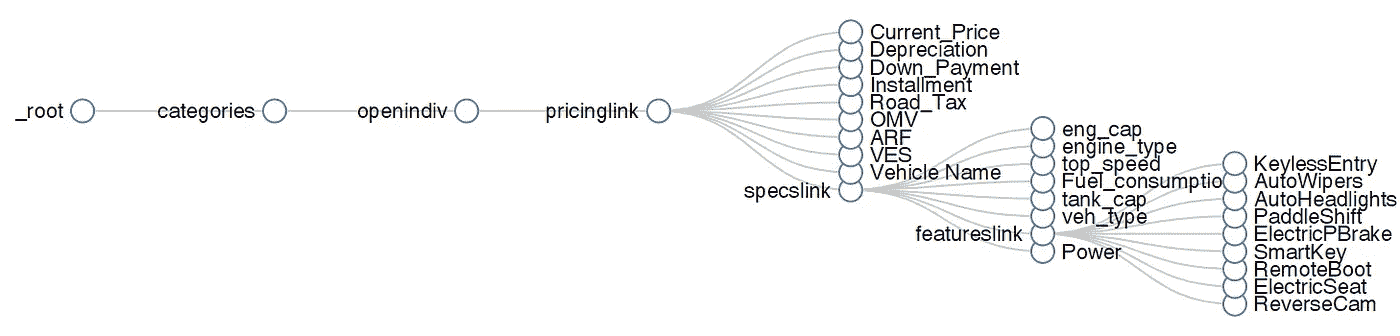 _root
categories
openindiv
pricinglink
Current_Price
Depreciation
Down_Payment
Installment
Road_Tax
OMV
ARF
VES
Vehicle Name
specslink
eng_cap
engine_type
top_speed
Fuel_consumptio
tank_cap
veh_type
featureslink
Power
KeylessEntry
AutoWipers
AutoHeadlights
PaddleShift
ElectricPBrake
SmartKey
RemoteBoot
ElectricSeat
ReverseCam